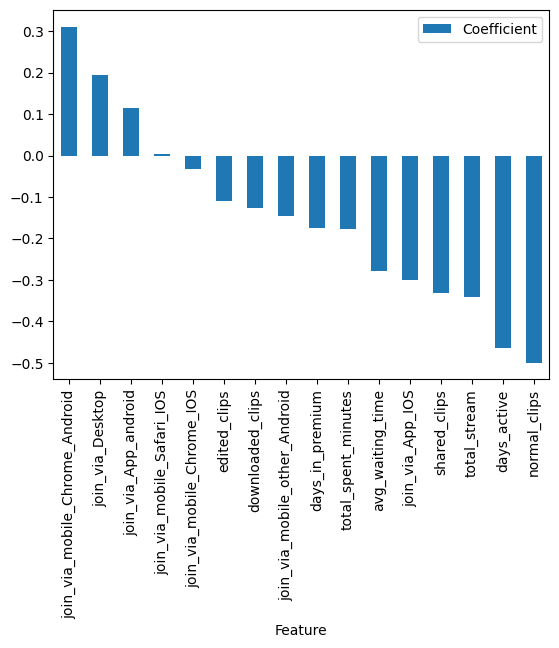 Coefficient
0.3
0.2
0.1
0.0
−0.1
−0.2
−0.3
−0.4
−0.5
join_via_mobile_Chrome_Android
join_via_Desktop
join_via_App_android
join_via_mobile_Safari_IOS
join_via_mobile_Chrome_IOS
edited_clips
downloaded_clips
join_via_mobile_other_Android
days_in_premium
total_spent_minutes
avg_waiting_time
join_via_App_IOS
shared_clips
total_stream
days_active
normal_clips
Feature